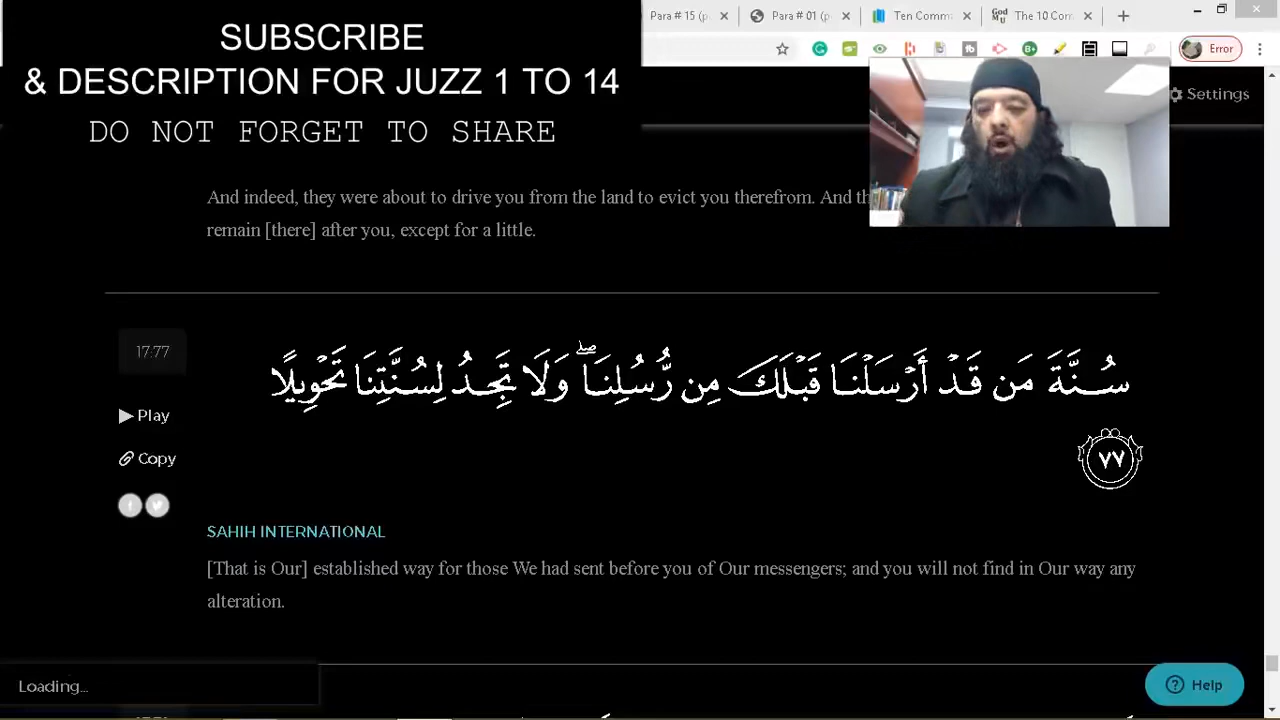 SUBSCRIBE
& DESCRIPTION FOR JUZZ 1 TO 14
DO NOT FORGET TO SHARE
Para # 15 (p
Para # 01 (p
Ten Comm
The 10 Com
Error
Settings
And indeed, they were about to drive you from the land to evict you therefrom. And
remain [there] after you, except for a little.
17:77
سُنَّةَ مَن قَدْ أَرْسَلْنَا قَبْلَكَ مِن رُّسُلِنَا ۖ وَلَا تَجِدُ لِسُنَّتِنَا تَحْوِيلًا
٧٧
Play
Copy
SAHIH INTERNATIONAL
[That is Our] established way for those We had sent before you of Our messengers; and you will not find in Our way any
alteration.
Loading...
Help